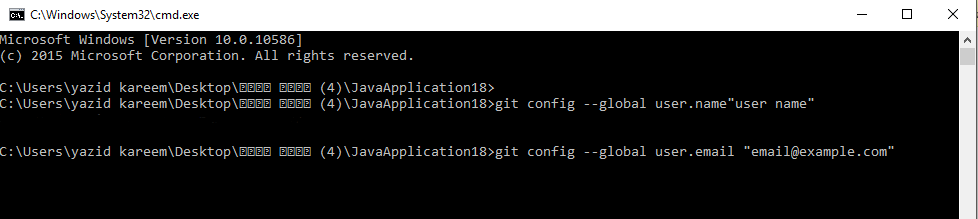 C:\Windows\System32\cmd.exe
Microsoft Windows [Version 10.0.10586]
(c) 2015 Microsoft Corporation. All rights reserved.
C:\Users\yazid kareem\Desktop\⍰⍰⍰⍰ ⍰⍰⍰⍰ (4)\JavaApplication18>
C:\Users\yazid kareem\Desktop\⍰⍰⍰⍰ ⍰⍰⍰⍰ (4)\JavaApplication18>git config --global user.name"user name"
C:\Users\yazid kareem\Desktop\⍰⍰⍰⍰ ⍰⍰⍰⍰ (4)\JavaApplication18>git config --global user.email "email@example.com"